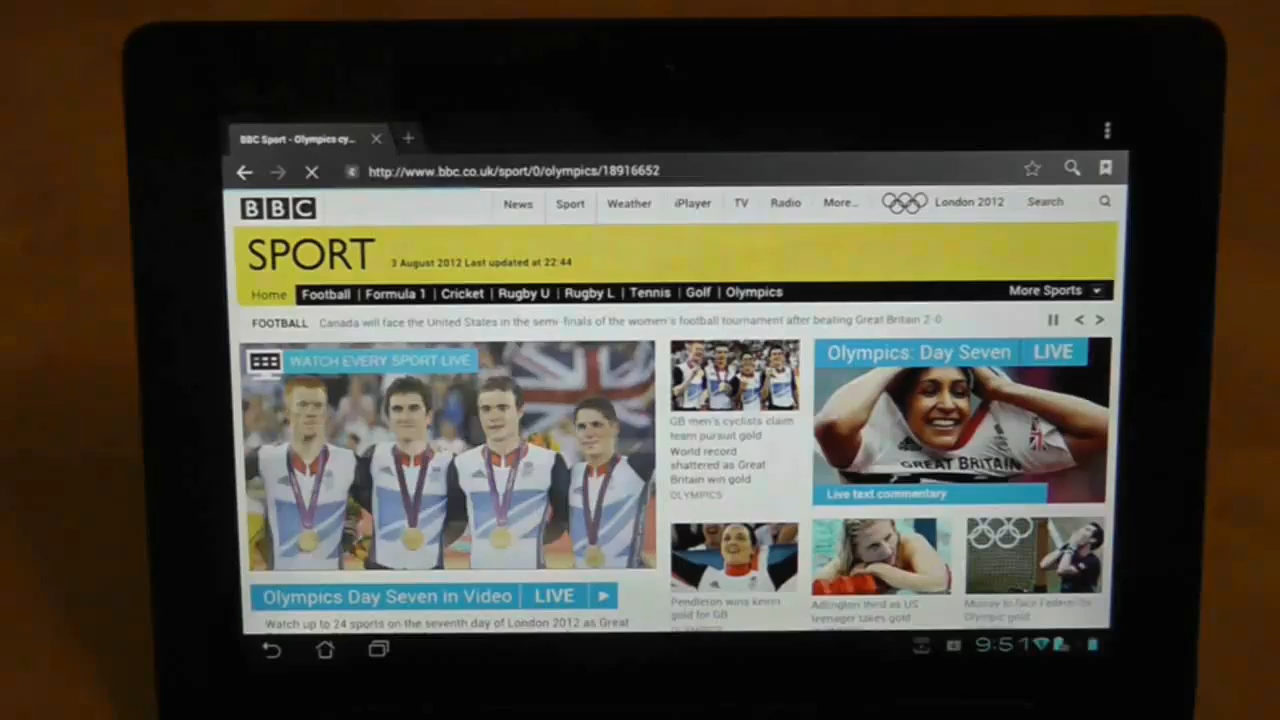 BBC Sport - Olympics cy...
http://www.bbc.co.uk/sport/0/olympics/18916652
BBC
News Sport Weather iPlayer TV Radio More... London 2012 Search
SPORT 3 August 2012 Last updated at 22:44
Home Football | Formula 1 | Cricket | Rugby U | Rugby L | Tennis | Golf | Olympics More Sports
FOOTBALL Canada will face the United States in the semi-finals of the women's football tournament after beating Great Britain 2-0
WATCH EVERY SPORT LIVE
Olympics Day Seven in Video LIVE
Watch up to 24 sports on the seventh day of London 2012 as Great
GB men's cyclists claim
team pursuit gold
World record
shattered as Great
Britain win gold
OLYMPICS
Olympics: Day Seven LIVE
GREAT BRITAIN
Live text commentary
Pendleton wins keirin
gold for GB
OLYMPICS
Adlington third as US
teenager takes gold
Murray to face Federer for
Olympic gold
9:51